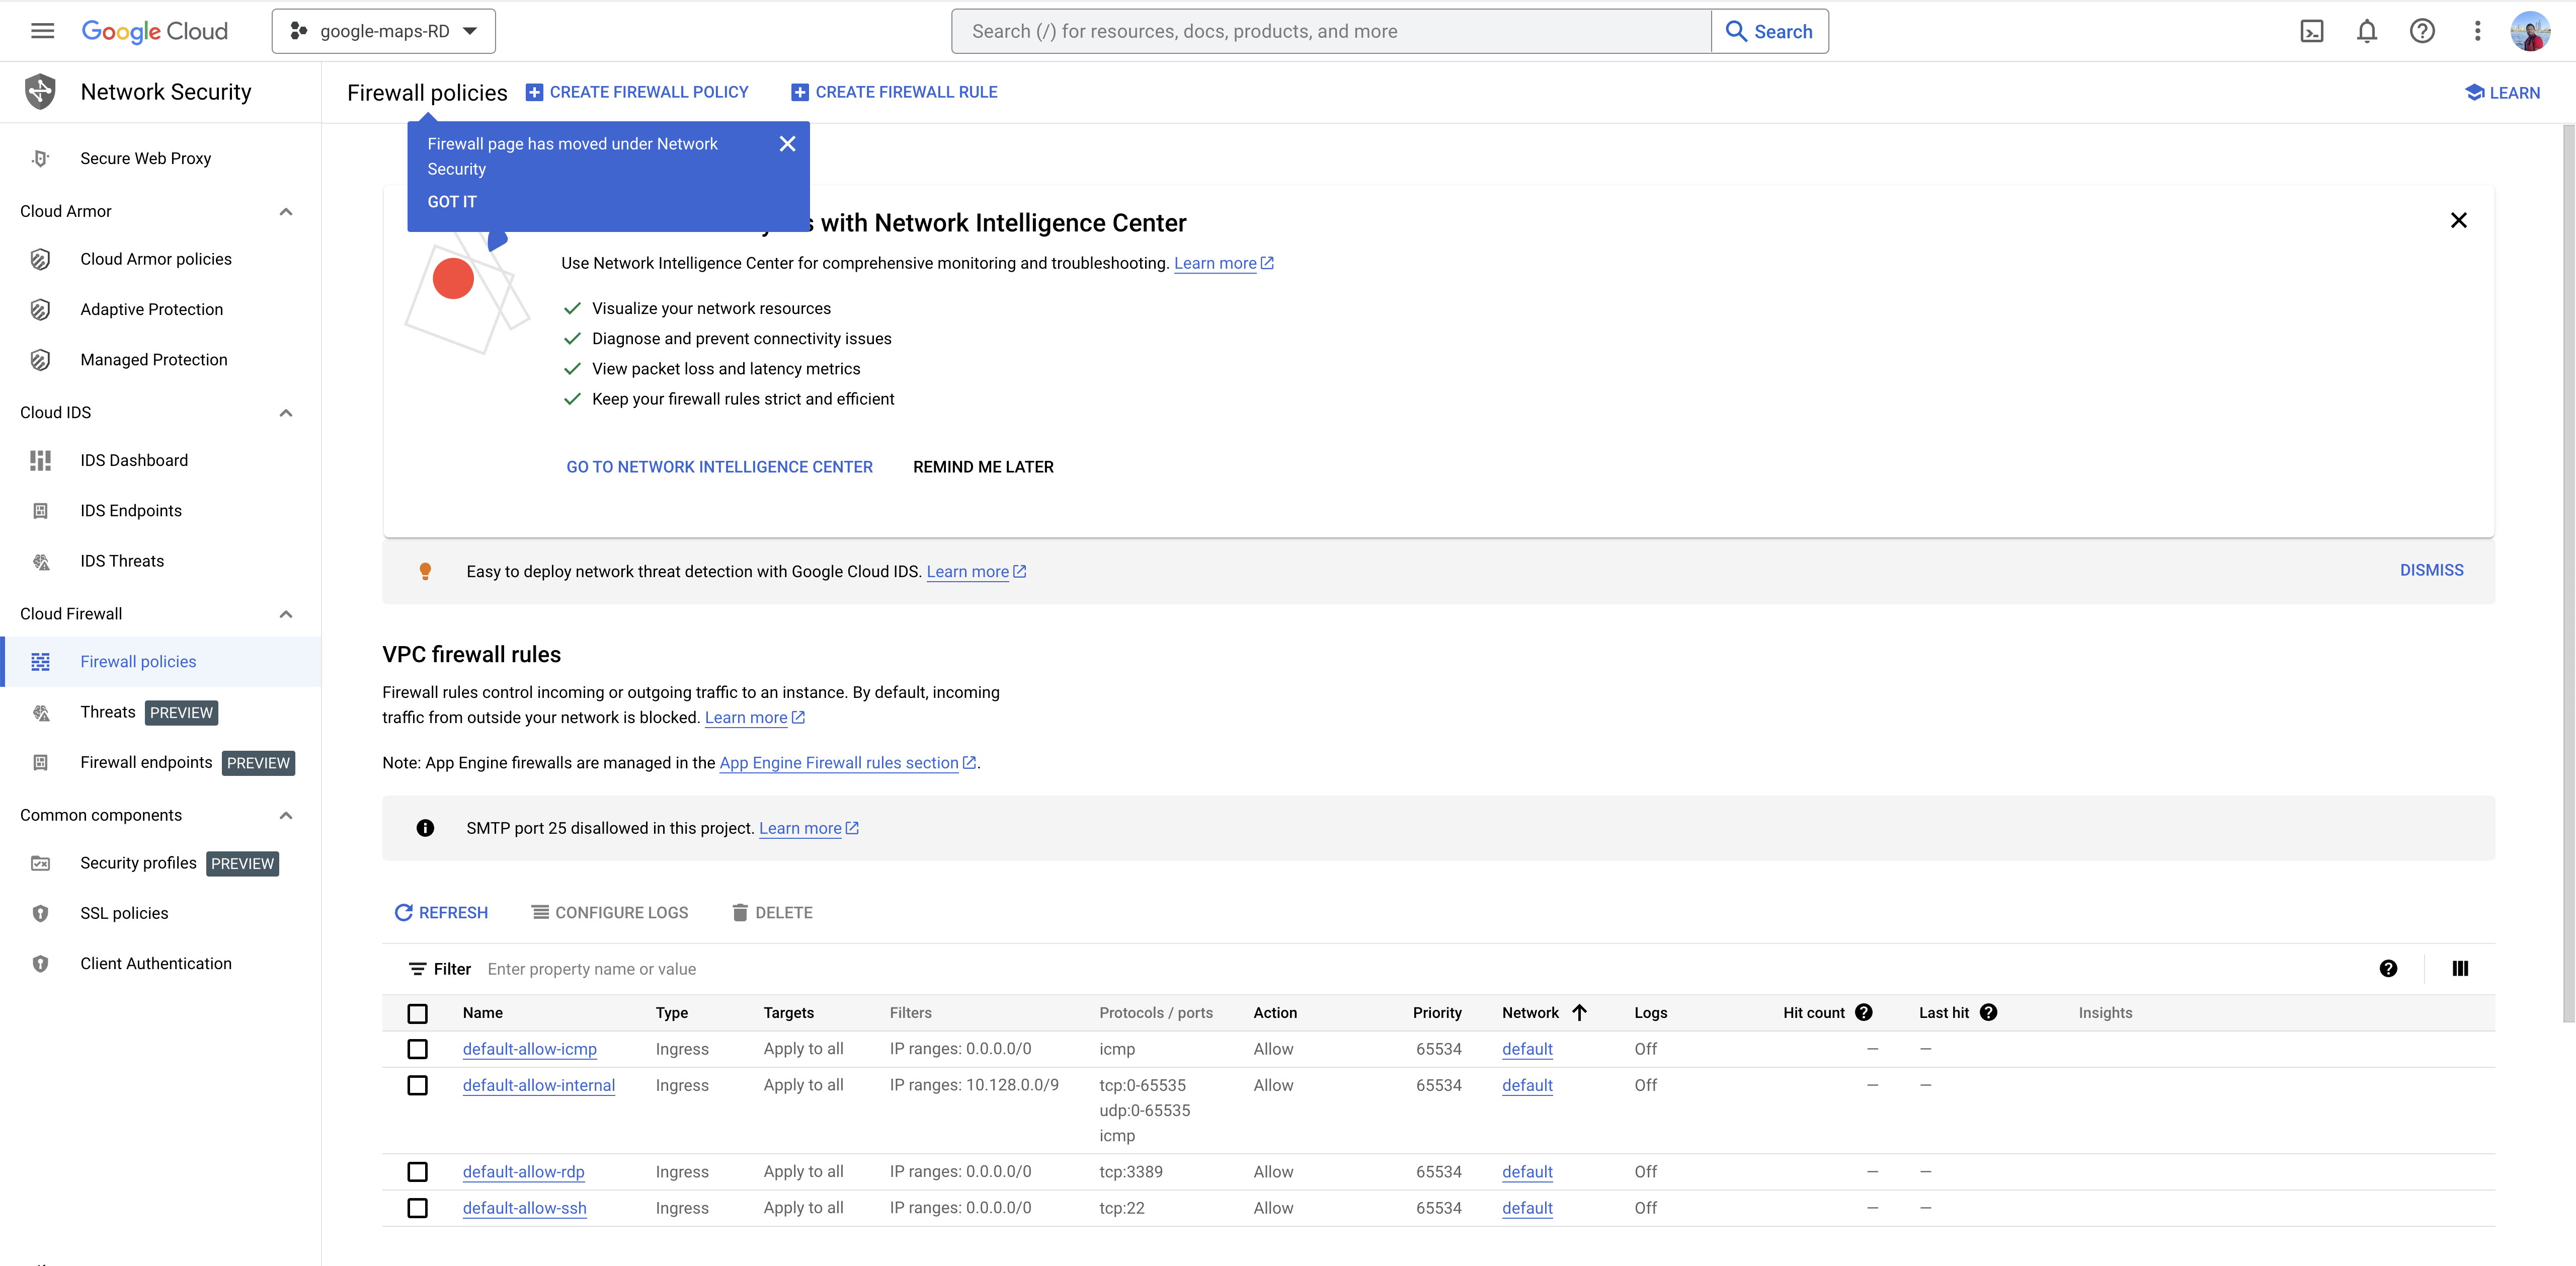 Google Cloud
google-maps-RD
Search (/) for resources, docs, products, and more
Search
Network Security
Firewall policies
CREATE FIREWALL POLICY
CREATE FIREWALL RULE
LEARN
Secure Web Proxy
Cloud Armor
Cloud Armor policies
Adaptive Protection
Managed Protection
Cloud IDS
IDS Dashboard
IDS Endpoints
IDS Threats
Cloud Firewall
Firewall policies
Threats PREVIEW
Firewall endpoints PREVIEW
Common components
Security profiles PREVIEW
SSL policies
Client Authentication
Firewall page has moved under Network
Security
GOT IT
with Network Intelligence Center
Use Network Intelligence Center for comprehensive monitoring and troubleshooting. Learn more
Visualize your network resources
Diagnose and prevent connectivity issues
View packet loss and latency metrics
Keep your firewall rules strict and efficient
GO TO NETWORK INTELLIGENCE CENTER REMIND ME LATER
Easy to deploy network threat detection with Google Cloud IDS. Learn more
DISMISS
VPC firewall rules
Firewall rules control incoming or outgoing traffic to an instance. By default, incoming
traffic from outside your network is blocked. Learn more
Note: App Engine firewalls are managed in the App Engine Firewall rules section.
SMTP port 25 disallowed in this project. Learn more
REFRESH CONFIGURE LOGS DELETE
Filter Enter property name or value
Name Type Targets Filters Protocols / ports Action Priority Network Logs Hit count Last hit Insights
default-allow-icmp Ingress Apply to all IP ranges: 0.0.0.0/0 icmp Allow 65534 default Off — —
default-allow-internal Ingress Apply to all IP ranges: 10.128.0.0/9 tcp:0-65535 Allow 65534 default Off — —
udp:0-65535
icmp
default-allow-rdp Ingress Apply to all IP ranges: 0.0.0.0/0 tcp:3389 Allow 65534 default Off — —
default-allow-ssh Ingress Apply to all IP ranges: 0.0.0.0/0 tcp:22 Allow 65534 default Off — —